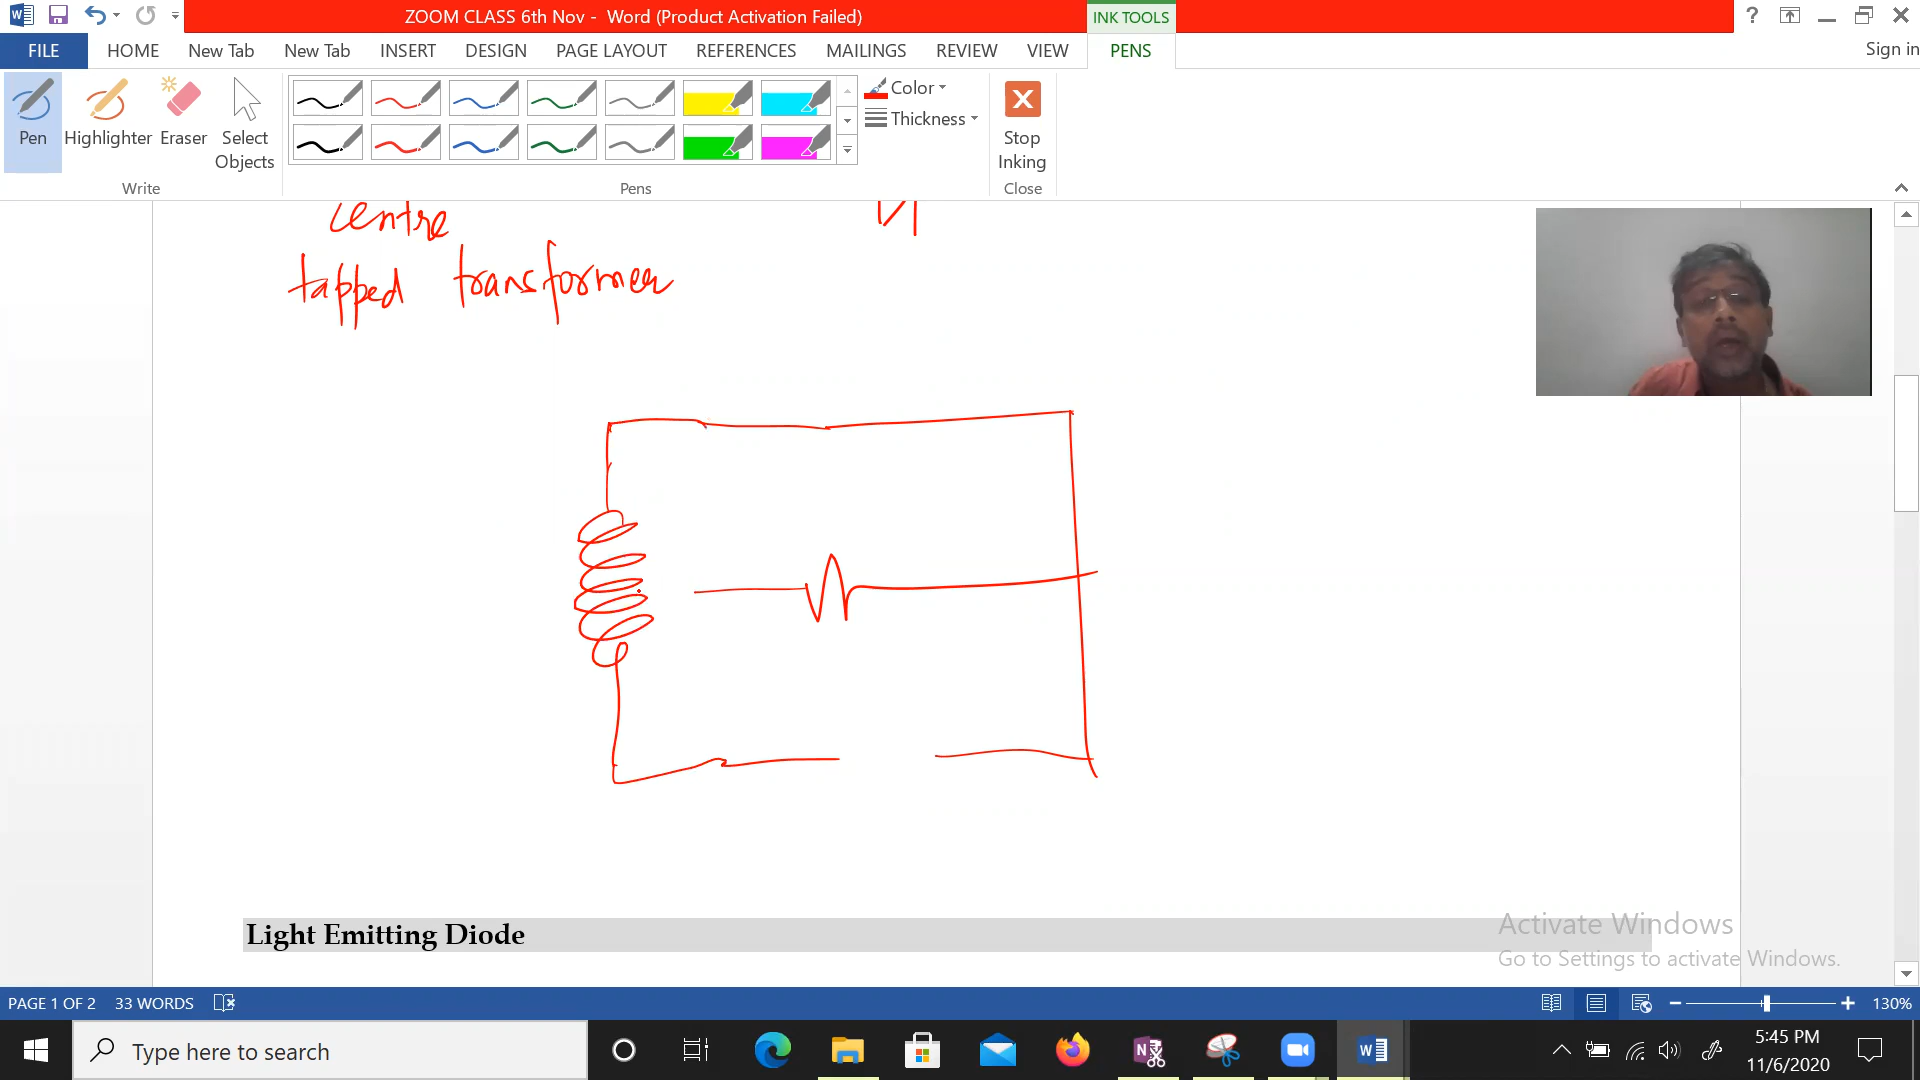 ZOOM CLASS 6th Nov - Word (Product Activation Failed)
INK TOOLS
?
FILE HOME New Tab New Tab INSERT DESIGN PAGE LAYOUT REFERENCES MAILINGS REVIEW VIEW PENS Sign in
Pen
Highlighter
Eraser
Select Objects
Color
Thickness
Stop Inking
Write Pens Close
centre
tapped transformer
Light Emitting Diode
Activate Windows
Go to Settings to activate Windows.
PAGE 1 OF 2 33 WORDS 130%
Type here to search
5:45 PM
11/6/2020